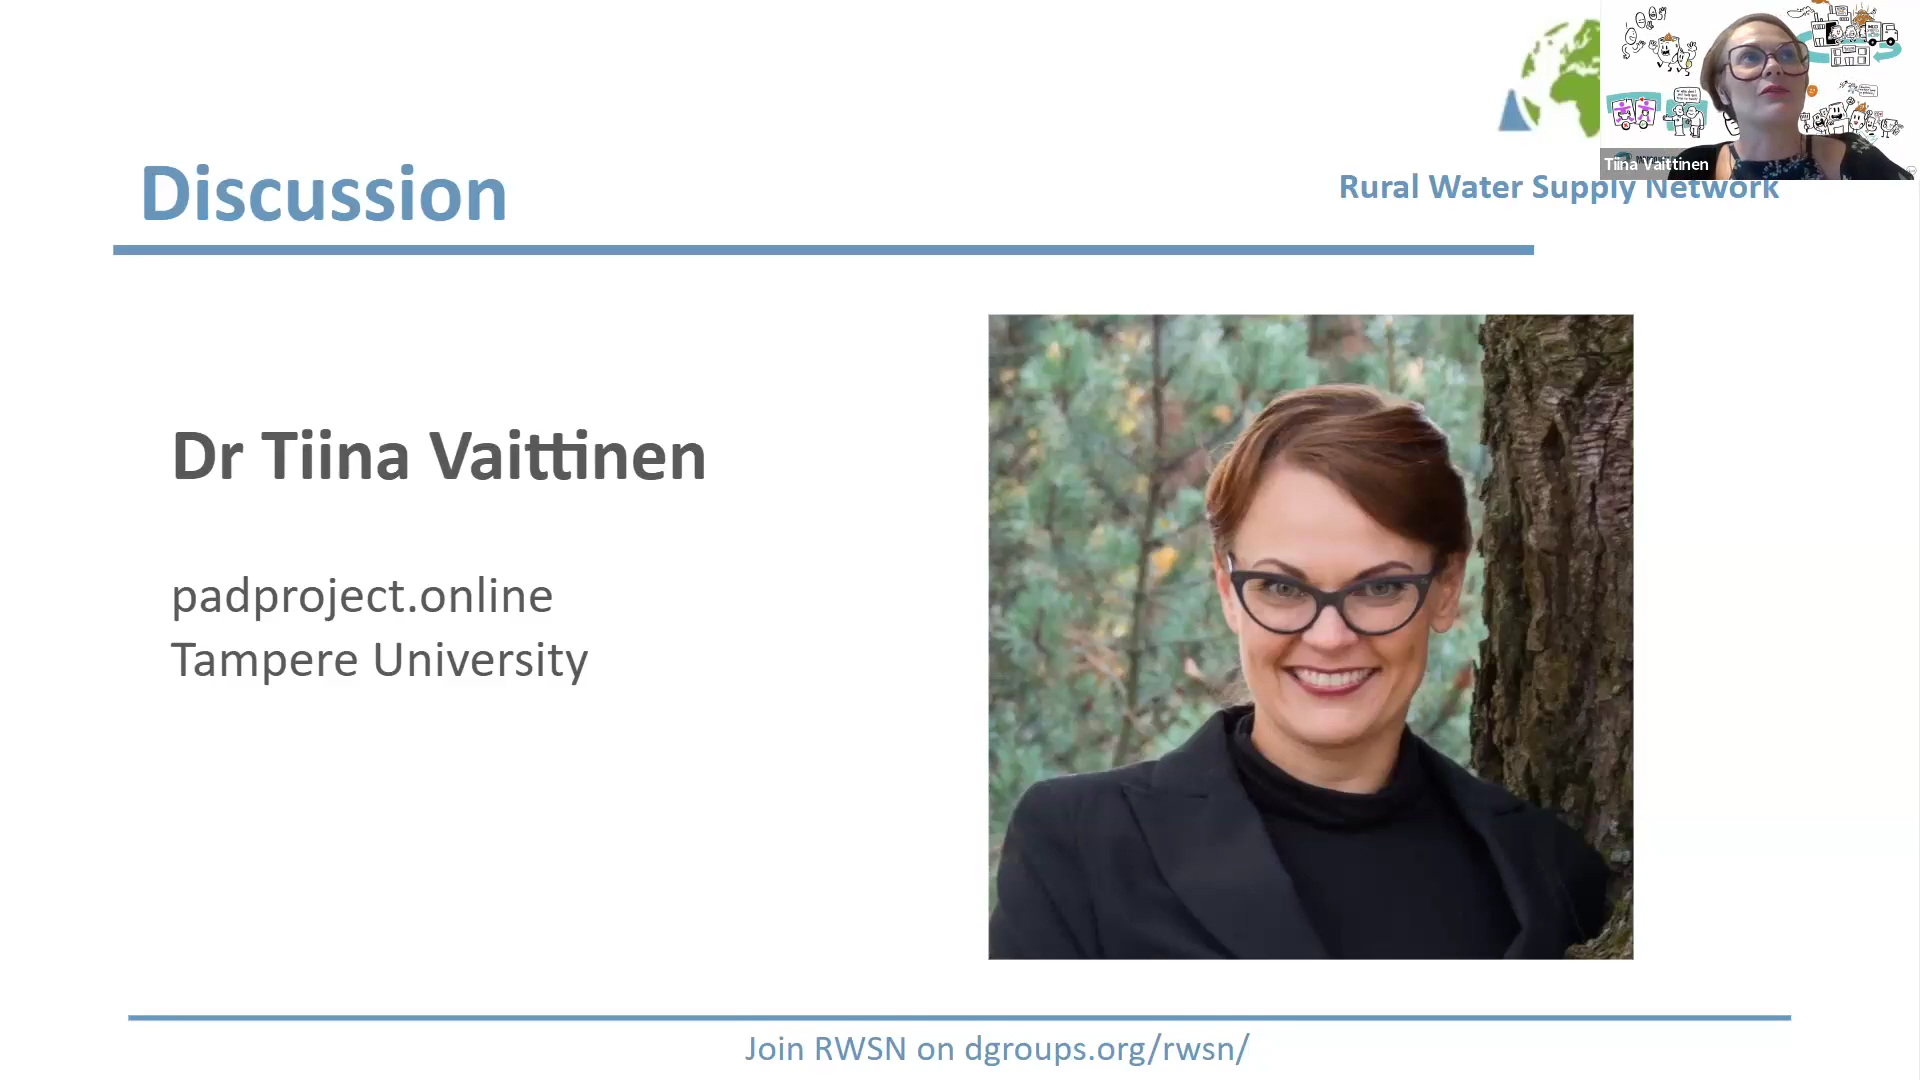 Discussion
Rural Water Supply Network
Tiina Vaittinen
Dr Tiina Vaittinen
padproject.online
Tampere University
Join RWSN on dgroups.org/rwsn/